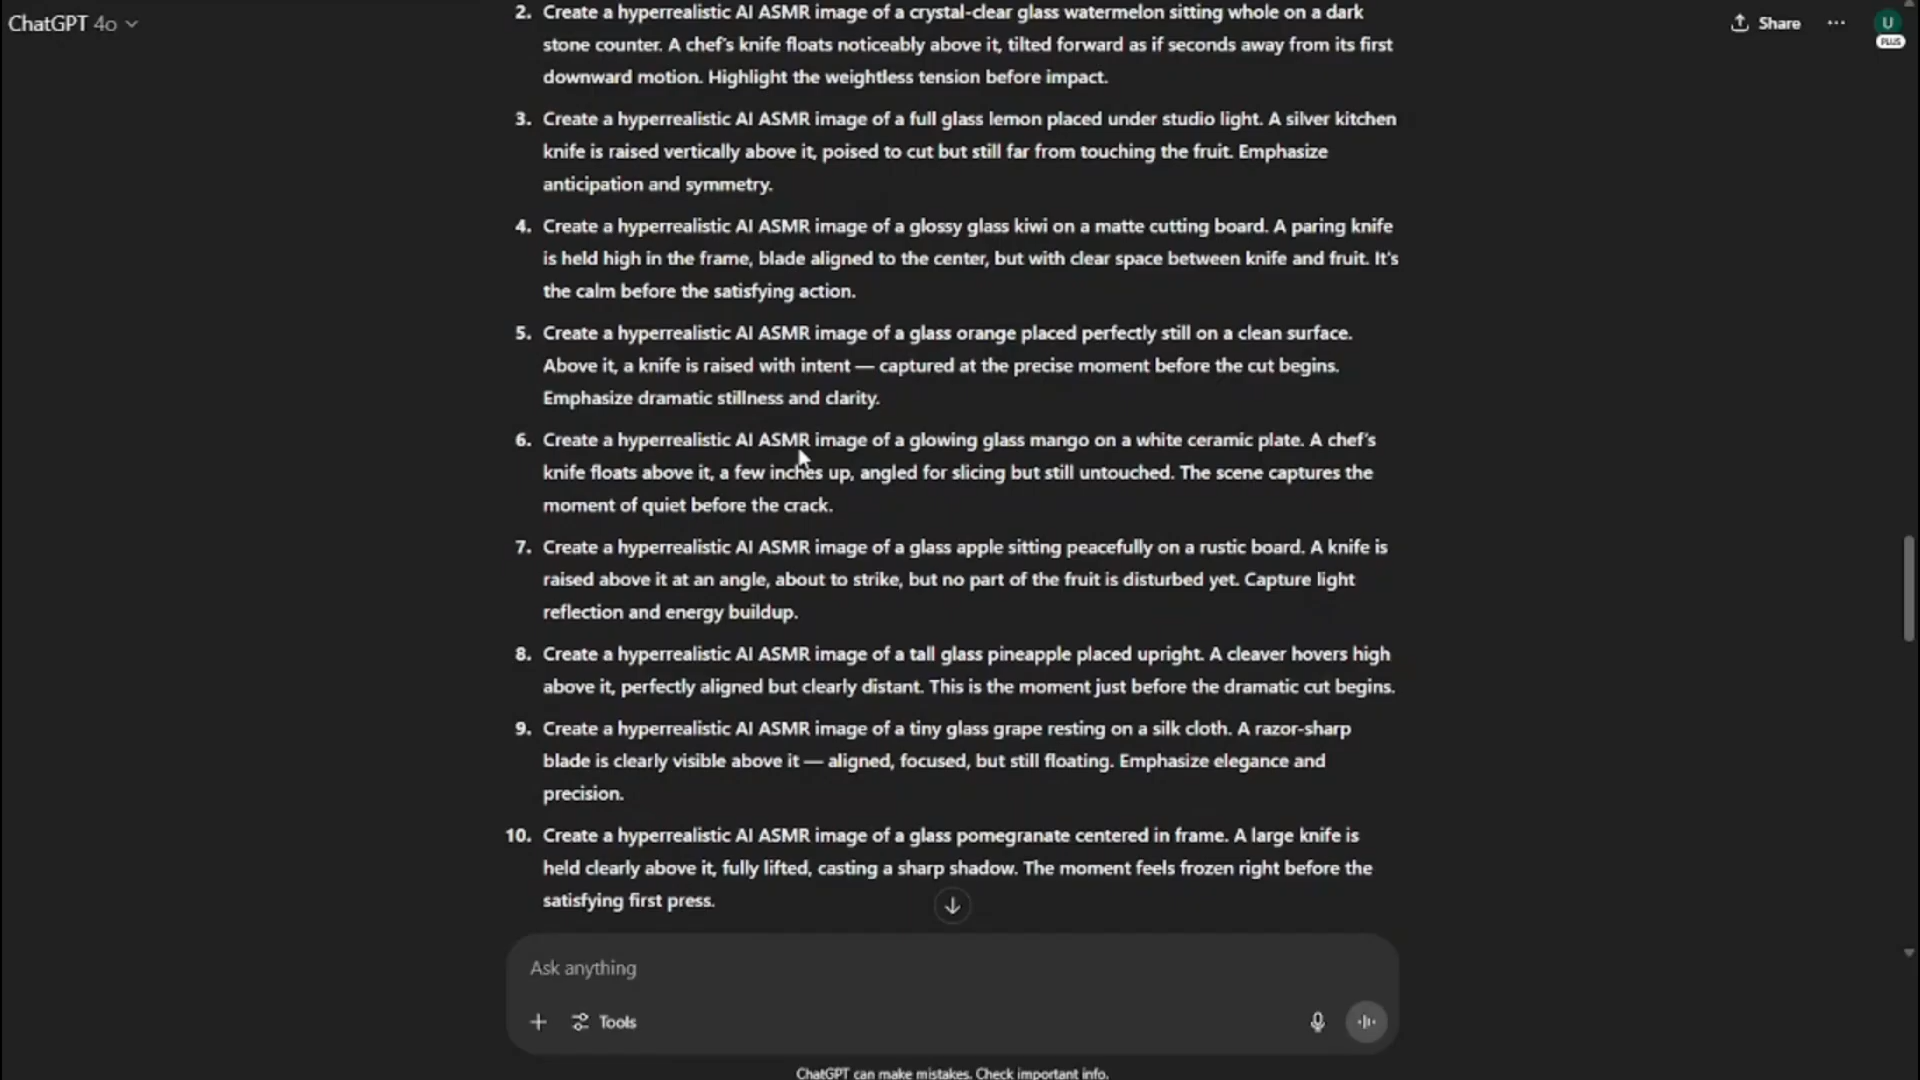 ChatGPT 4o
Share
U
PLUS
2. Create a hyperrealistic AI ASMR image of a crystal-clear glass watermelon sitting whole on a dark
stone counter. A chef's knife floats noticeably above it, tilted forward as if seconds away from its first
downward motion. Highlight the weightless tension before impact.
3. Create a hyperrealistic AI ASMR image of a full glass lemon placed under studio light. A silver kitchen
knife is raised vertically above it, poised to cut but still far from touching the fruit. Emphasize
anticipation and symmetry.
4. Create a hyperrealistic AI ASMR image of a glossy glass kiwi on a matte cutting board. A paring knife
is held high in the frame, blade aligned to the center, but with clear space between knife and fruit. It's
the calm before the satisfying action.
5. Create a hyperrealistic AI ASMR image of a glass orange placed perfectly still on a clean surface.
Above it, a knife is raised with intent — captured at the precise moment before the cut begins.
Emphasize dramatic stillness and clarity.
6. Create a hyperrealistic AI ASMR image of a glowing glass mango on a white ceramic plate. A chef's
knife floats above it, a few inches up, angled for slicing but still untouched. The scene captures the
moment of quiet before the crack.
7. Create a hyperrealistic AI ASMR image of a glass apple sitting peacefully on a rustic board. A knife is
raised above it at an angle, about to strike, but no part of the fruit is disturbed yet. Capture light
reflection and energy buildup.
8. Create a hyperrealistic AI ASMR image of a tall glass pineapple placed upright. A cleaver hovers high
above it, perfectly aligned but clearly distant. This is the moment just before the dramatic cut begins.
9. Create a hyperrealistic AI ASMR image of a tiny glass grape resting on a silk cloth. A razor-sharp
blade is clearly visible above it — aligned, focused, but still floating. Emphasize elegance and
precision.
10. Create a hyperrealistic AI ASMR image of a glass pomegranate centered in frame. A large knife is
held clearly above it, fully lifted, casting a sharp shadow. The moment feels frozen right before the
satisfying first press.
Ask anything
Tools
ChatGPT can make mistakes. Check important info.